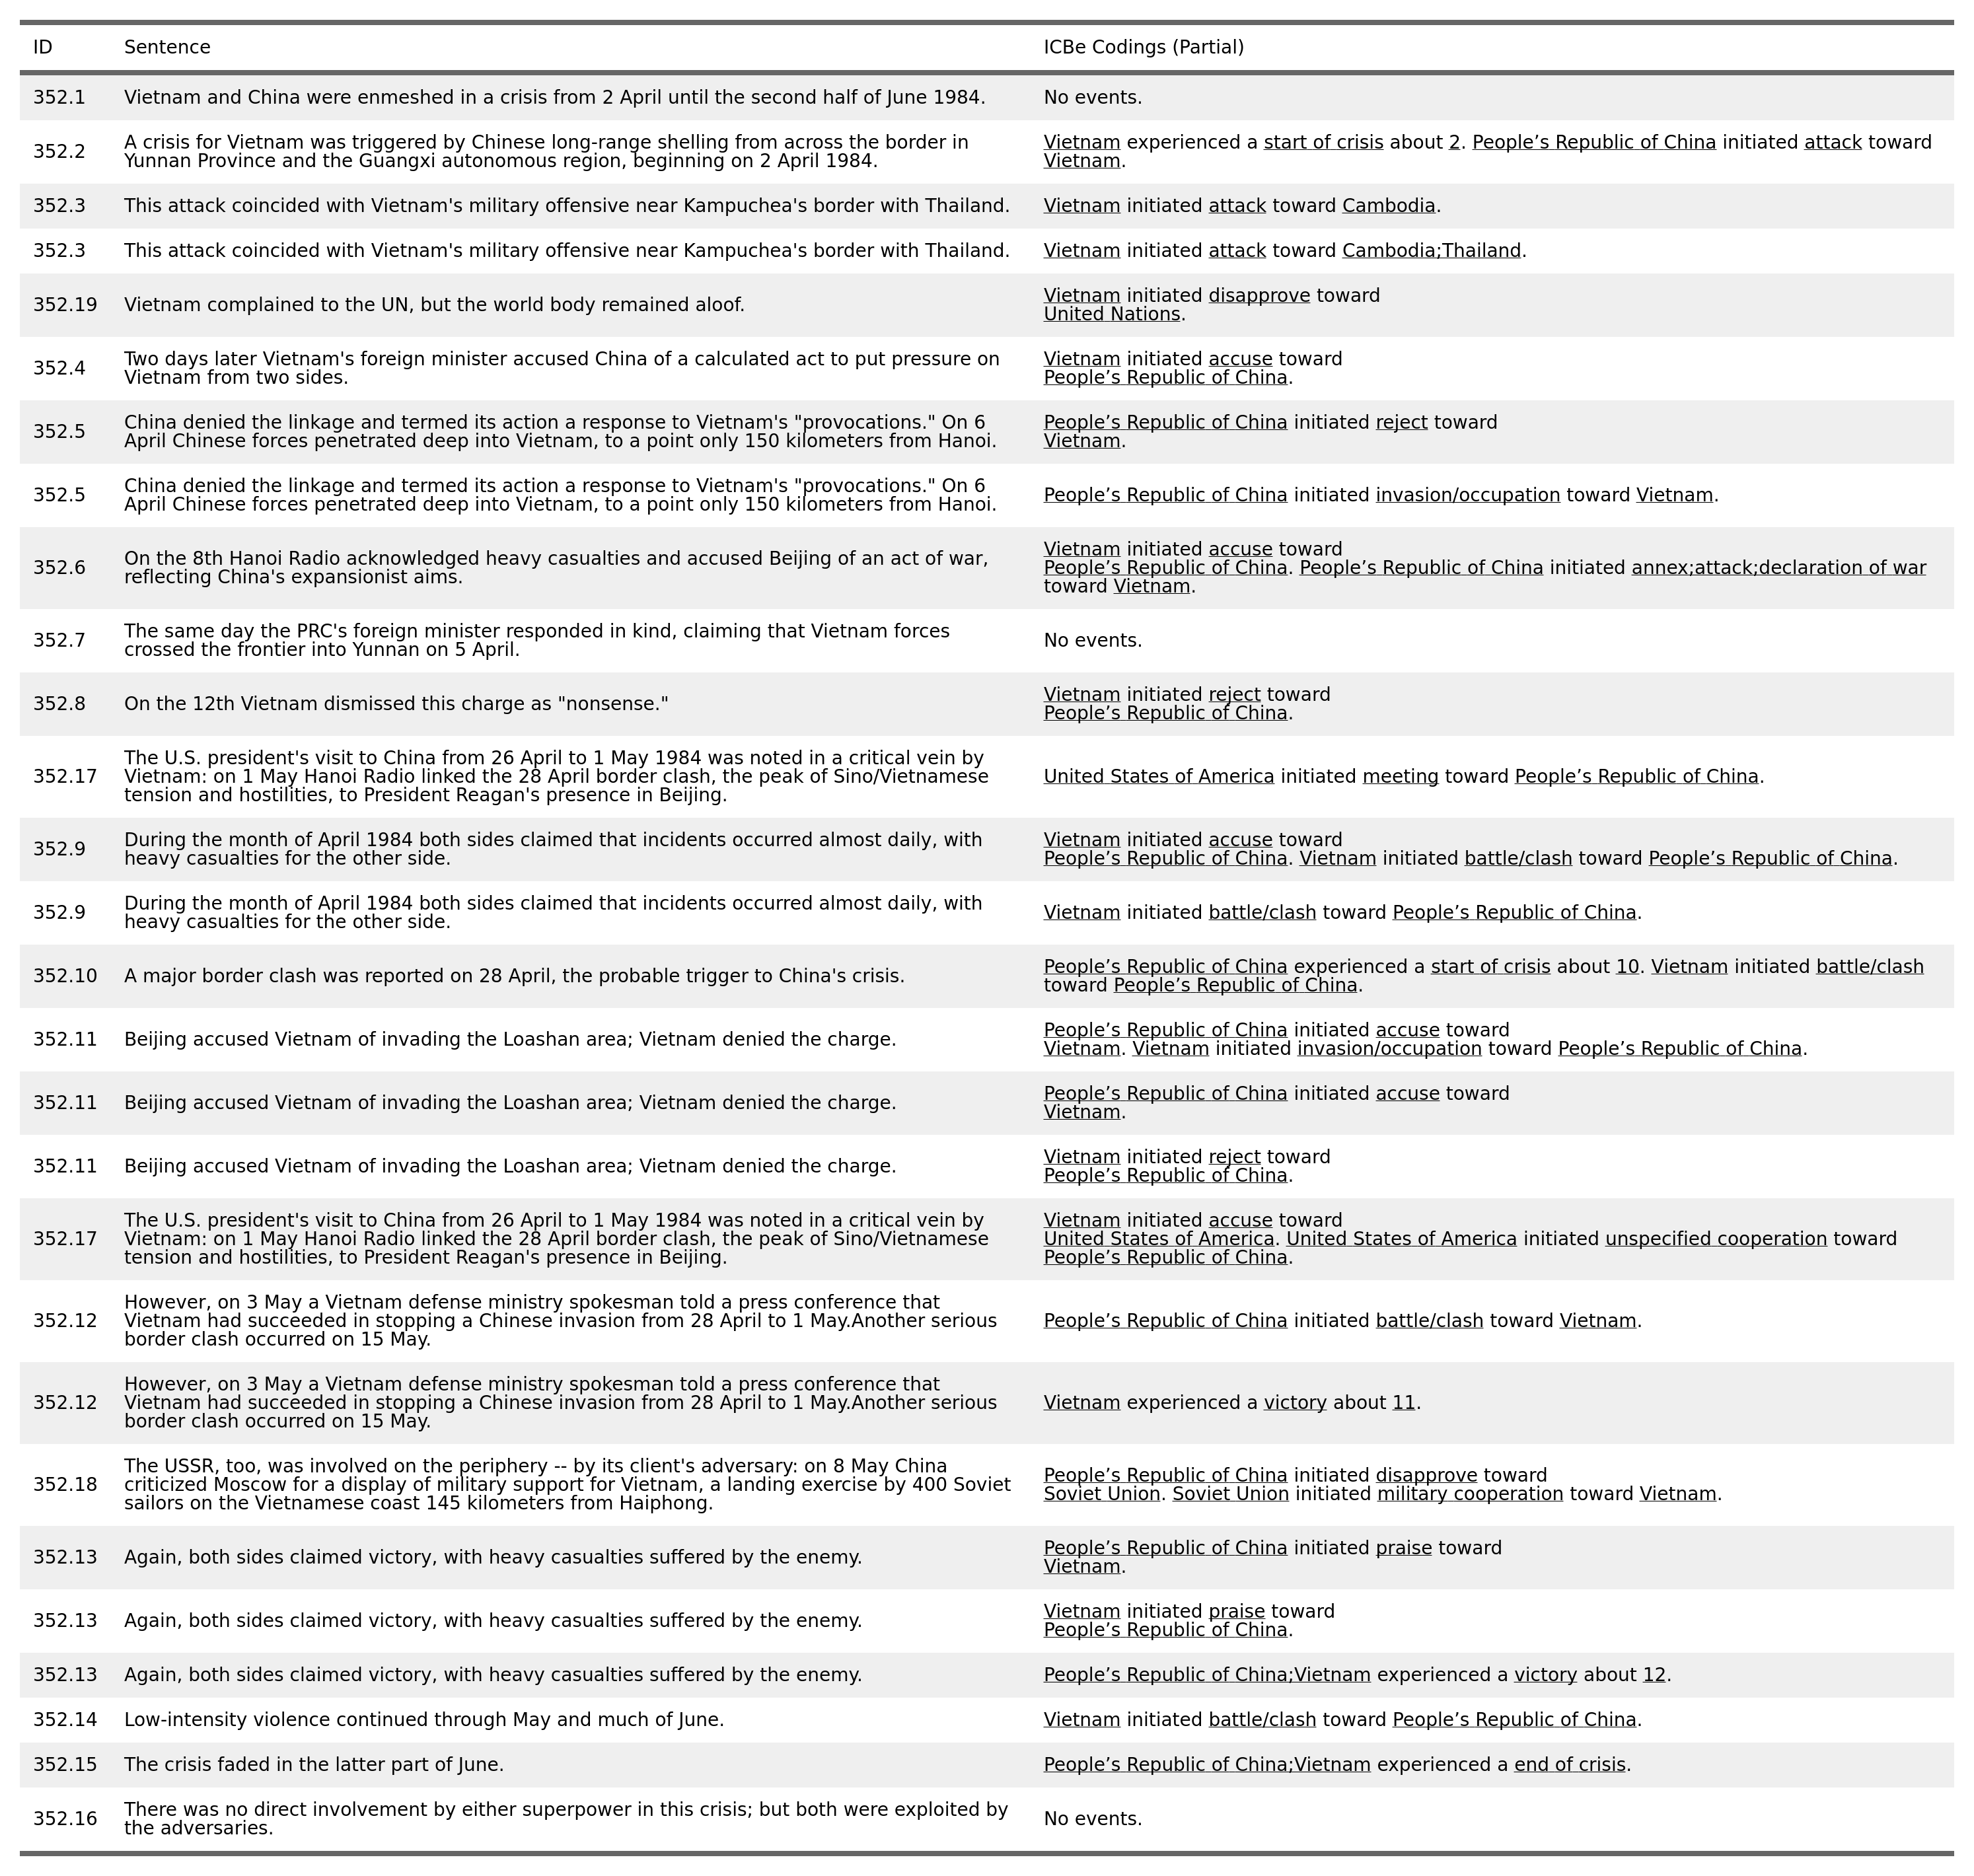 ID Sentence ICBe Codings (Partial)
352.1 Vietnam and China were enmeshed in a crisis from 2 April until the second half of June 1984. No events.
352.2 A crisis for Vietnam was triggered by Chinese long-range shelling from across the border in
Yunnan Province and the Guangxi autonomous region, beginning on 2 April 1984.
Vietnam experienced a start of crisis about 2. People’s Republic of China initiated attack toward
Vietnam.
352.3 This attack coincided with Vietnam's military offensive near Kampuchea's border with Thailand. Vietnam initiated attack toward Cambodia.
352.3 This attack coincided with Vietnam's military offensive near Kampuchea's border with Thailand. Vietnam initiated attack toward Cambodia;Thailand.
352.19 Vietnam complained to the UN, but the world body remained aloof.
Vietnam initiated disapprove toward
United Nations.
352.4 Two days later Vietnam's foreign minister accused China of a calculated act to put pressure on
Vietnam from two sides.
Vietnam initiated accuse toward
People’s Republic of China.
352.5 China denied the linkage and termed its action a response to Vietnam's "provocations." On 6
April Chinese forces penetrated deep into Vietnam, to a point only 150 kilometers from Hanoi.
People’s Republic of China initiated reject toward
Vietnam.
352.5 China denied the linkage and termed its action a response to Vietnam's "provocations." On 6
April Chinese forces penetrated deep into Vietnam, to a point only 150 kilometers from Hanoi.
People’s Republic of China initiated invasion/occupation toward Vietnam.
352.6 On the 8th Hanoi Radio acknowledged heavy casualties and accused Beijing of an act of war,
reflecting China's expansionist aims.
Vietnam initiated accuse toward
People’s Republic of China. People’s Republic of China initiated annex;attack;declaration of war
toward Vietnam.
352.7 The same day the PRC's foreign minister responded in kind, claiming that Vietnam forces
crossed the frontier into Yunnan on 5 April.
No events.
352.8 On the 12th Vietnam dismissed this charge as "nonsense."
Vietnam initiated reject toward
People’s Republic of China.
352.17 The U.S. president's visit to China from 26 April to 1 May 1984 was noted in a critical vein by
Vietnam: on 1 May Hanoi Radio linked the 28 April border clash, the peak of Sino/Vietnamese
tension and hostilities, to President Reagan's presence in Beijing.
United States of America initiated meeting toward People’s Republic of China.
352.9 During the month of April 1984 both sides claimed that incidents occurred almost daily, with
heavy casualties for the other side.
Vietnam initiated accuse toward
People’s Republic of China. Vietnam initiated battle/clash toward People’s Republic of China.
352.9 During the month of April 1984 both sides claimed that incidents occurred almost daily, with
heavy casualties for the other side.
Vietnam initiated battle/clash toward People’s Republic of China.
352.10 A major border clash was reported on 28 April, the probable trigger to China's crisis.
People’s Republic of China experienced a start of crisis about 10. Vietnam initiated battle/clash
toward People’s Republic of China.
352.11 Beijing accused Vietnam of invading the Loashan area; Vietnam denied the charge.
People’s Republic of China initiated accuse toward
Vietnam. Vietnam initiated invasion/occupation toward People’s Republic of China.
352.11 Beijing accused Vietnam of invading the Loashan area; Vietnam denied the charge.
People’s Republic of China initiated accuse toward
Vietnam.
352.11 Beijing accused Vietnam of invading the Loashan area; Vietnam denied the charge.
Vietnam initiated reject toward
People’s Republic of China.
352.17 The U.S. president's visit to China from 26 April to 1 May 1984 was noted in a critical vein by
Vietnam: on 1 May Hanoi Radio linked the 28 April border clash, the peak of Sino/Vietnamese
tension and hostilities, to President Reagan's presence in Beijing.
Vietnam initiated accuse toward
United States of America. United States of America initiated unspecified cooperation toward
People’s Republic of China.
352.12 However, on 3 May a Vietnam defense ministry spokesman told a press conference that
Vietnam had succeeded in stopping a Chinese invasion from 28 April to 1 May.Another serious
border clash occurred on 15 May.
People’s Republic of China initiated battle/clash toward Vietnam.
352.12 However, on 3 May a Vietnam defense ministry spokesman told a press conference that
Vietnam had succeeded in stopping a Chinese invasion from 28 April to 1 May.Another serious
border clash occurred on 15 May.
Vietnam experienced a victory about 11.
352.18 The USSR, too, was involved on the periphery -- by its client's adversary: on 8 May China
criticized Moscow for a display of military support for Vietnam, a landing exercise by 400 Soviet
sailors on the Vietnamese coast 145 kilometers from Haiphong.
People’s Republic of China initiated disapprove toward
Soviet Union. Soviet Union initiated military cooperation toward Vietnam.
352.13 Again, both sides claimed victory, with heavy casualties suffered by the enemy.
People’s Republic of China initiated praise toward
Vietnam.
352.13 Again, both sides claimed victory, with heavy casualties suffered by the enemy.
Vietnam initiated praise toward
People’s Republic of China.
352.13 Again, both sides claimed victory, with heavy casualties suffered by the enemy. People’s Republic of China;Vietnam experienced a victory about 12.
352.14 Low-intensity violence continued through May and much of June. Vietnam initiated battle/clash toward People’s Republic of China.
352.15 The crisis faded in the latter part of June. People’s Republic of China;Vietnam experienced a end of crisis.
352.16 There was no direct involvement by either superpower in this crisis; but both were exploited by
the adversaries.
No events.